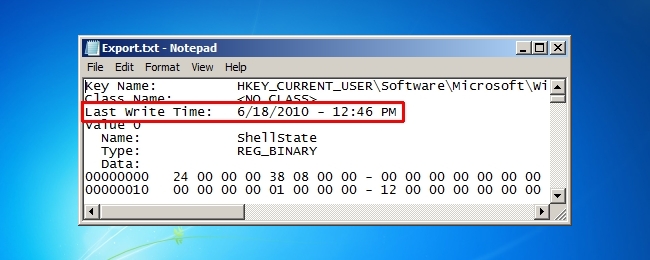 Export.txt - Notepad
File Edit Format View Help
Key Name: HKEY_CURRENT_USER\Software\Microsoft\Wi
Class Name: <NO CLASS>
Last Write Time: 6/18/2010 - 12:46 PM
Value 0
Name: ShellState
Type: REG_BINARY
Data:
00000000 24 00 00 00 38 08 00 00 - 00 00 00 00 00 00
00000010 00 00 00 00 01 00 00 00 - 12 00 00 00 00 00 00